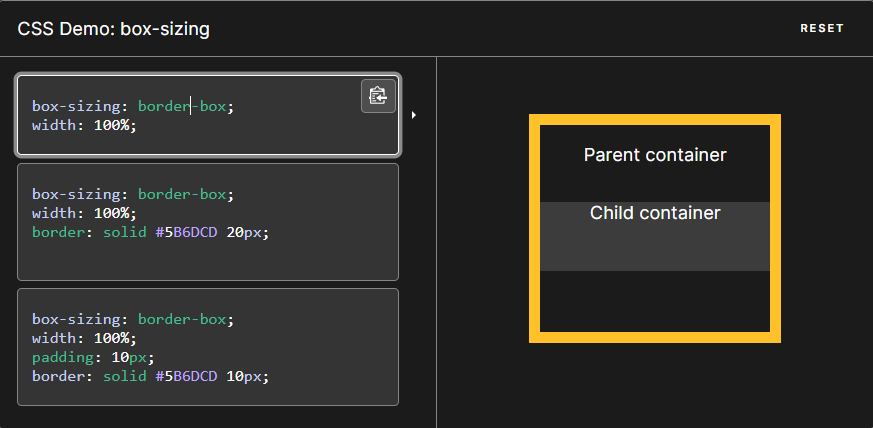 CSS Demo: box-sizing
RESET
box-sizing: border-box;
width: 100%;
box-sizing: border-box;
width: 100%;
border: solid #5B6DCD 20px;
box-sizing: border-box;
width: 100%;
padding: 10px;
border: solid #5B6DCD 10px;
Parent container
Child container